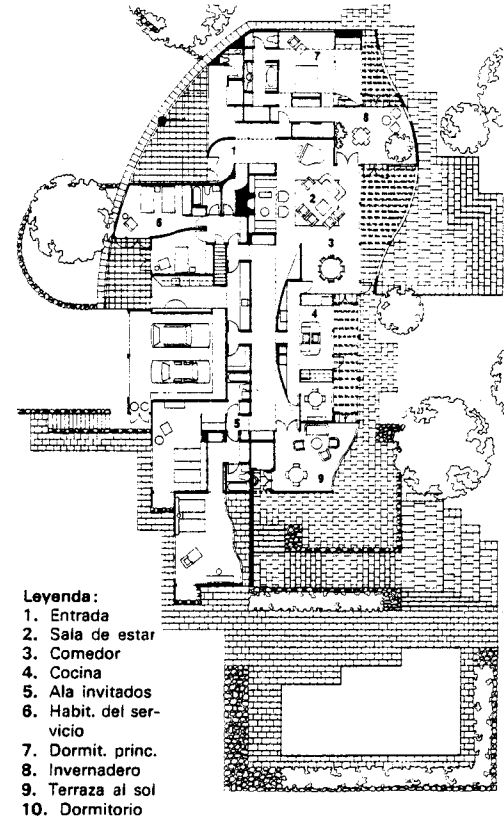 7
8
1
2
6
3
4
5
9
Leyenda:
1. Entrada
2. Sala de estar
3. Comedor
4. Cocina
5. Ala invitados
6. Habit. del ser-
vicio
7. Dormit. princ.
8. Invernadero
9. Terraza al sol
10. Dormitorio